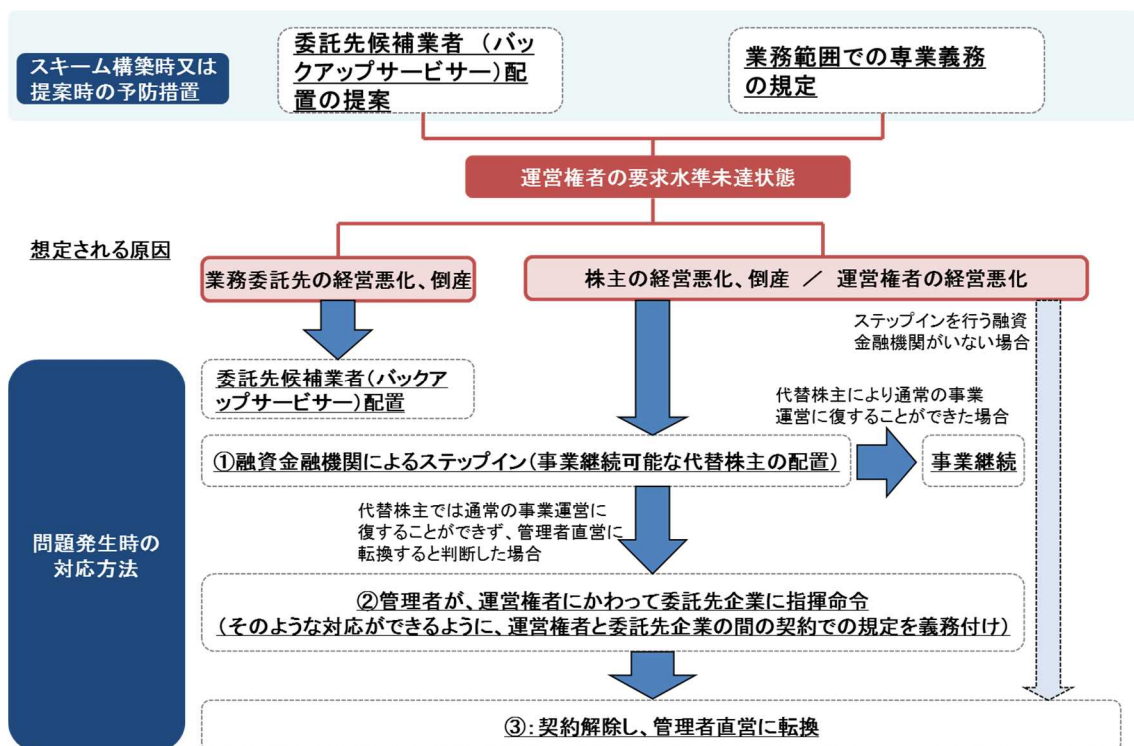 スキーム構築時又は
提案時の予防措置
委託先候補業者 （バッ
クアップサービサー）配
置の提案
業務範囲での専業義務
の規定
運営権者の要求水準未達状態
想定される原因
業務委託先の経営悪化、倒産
株主の経営悪化、倒産 ／ 運営権者の経営悪化
ステップインを行う融資
金融機関がいない場合
委託先候補業者（バックア
ップサービサー）配置
代替株主により通常の事業
運営に復することができた場合
①融資金融機関によるステップイン（事業継続可能な代替株主の配置）
事業継続
代替株主では通常の事業運営に
復することができず、管理者直営に
転換すると判断した場合
問題発生時の
対応方法
②管理者が、運営権者にかわって委託先企業に指揮命令
（そのような対応ができるように、運営権者と委託先企業の間の契約での規定を義務付け）
③：契約解除し、管理者直営に転換